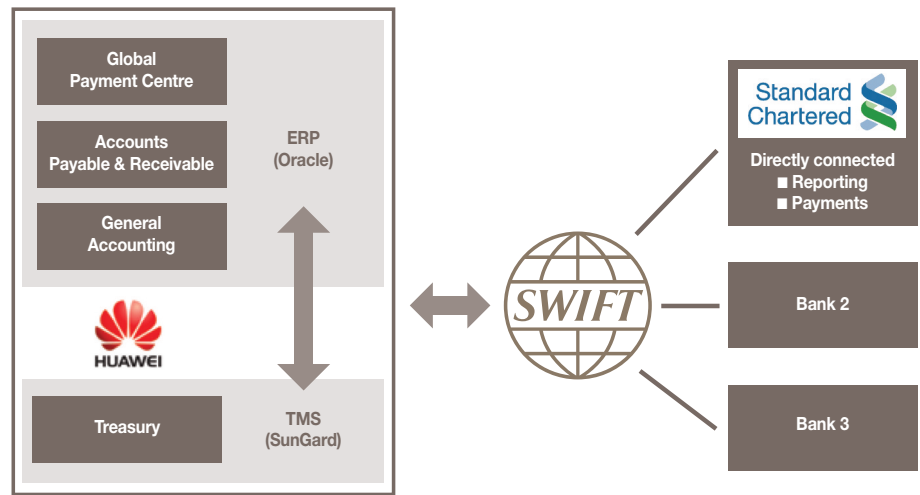 Global
Payment Centre
Accounts
Payable & Receivable
General
Accounting
ERP
(Oracle)
HUAWEI
Treasury
TMS
(SunGard)
SWIFT
Standard
Chartered
Directly connected
■ Reporting
■ Payments
Bank 2
Bank 3